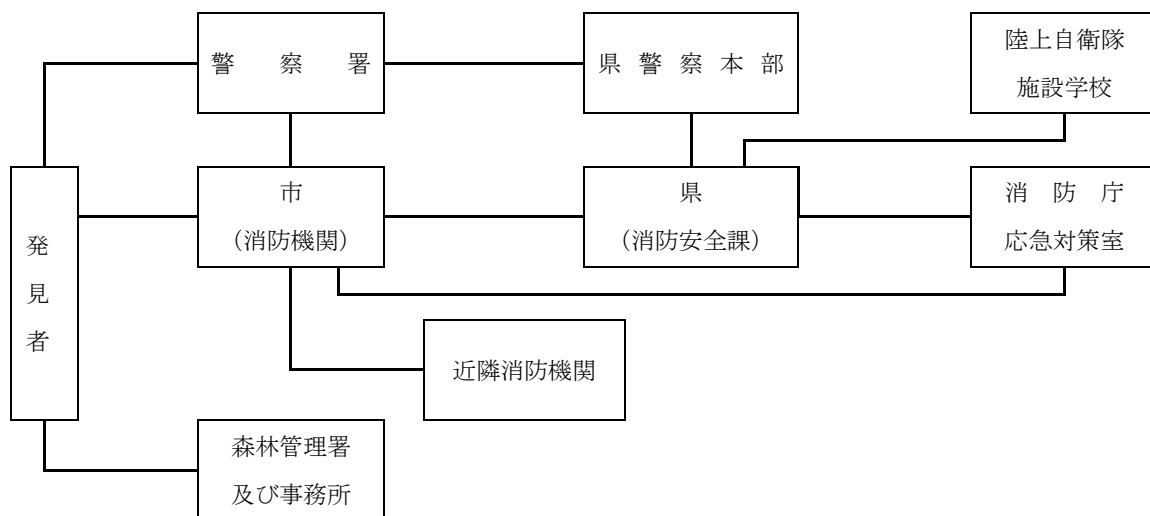 警察署
県警察本部
陸上自衛隊
施設学校
発見者
市
（消防機関）
県
（消防安全課）
消防庁
応急対策室
近隣消防機関
森林管理署
及び事務所